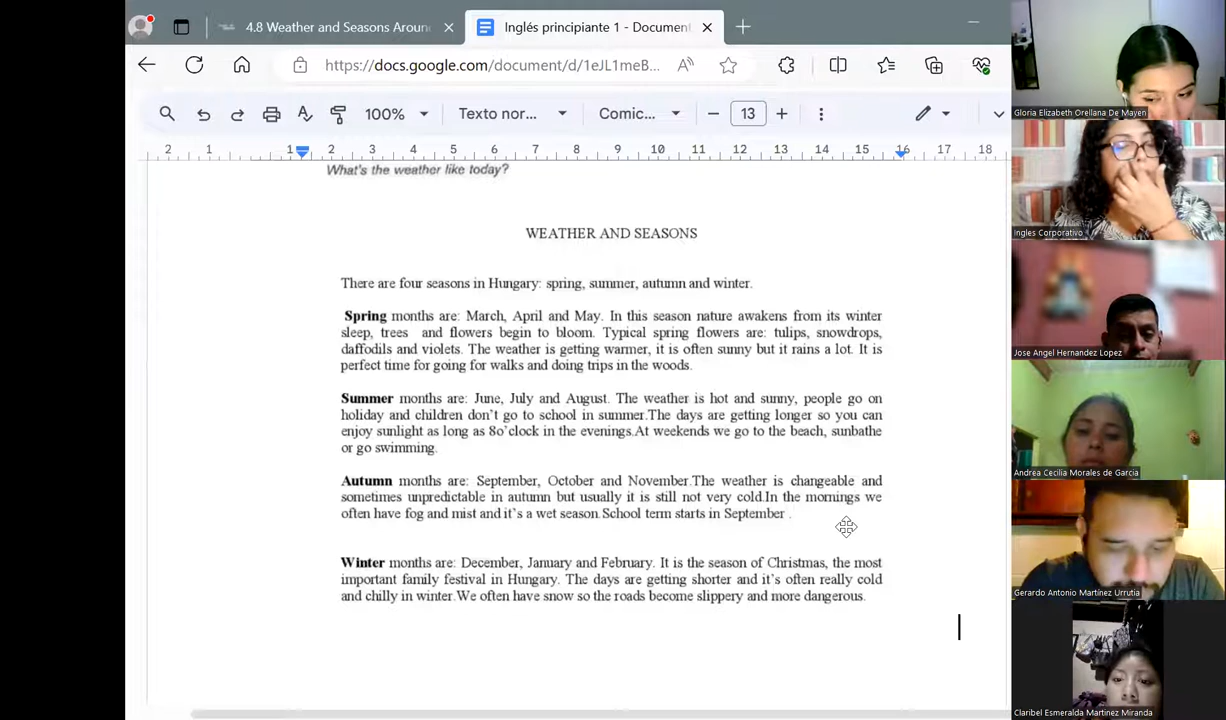 4.8 Weather and Seasons Aroun
Inglés principiante 1 - Document
https://docs.google.com/document/d/1eJL1meB...
100%
Texto nor...
Comic...
13
2 1 1 2 3 4 5 6 7 8 9 10 11 12 13 14 15 16 17 18
What's the weather like today?
WEATHER AND SEASONS
There are four seasons in Hungary: spring, summer, autumn and winter.
Spring months are: March, April and May. In this season nature awakens from its winter
sleep, trees and flowers begin to bloom. Typical spring flowers are: tulips, snowdrops,
daffodils and violets. The weather is getting warmer, it is often sunny but it rains a lot. It is
perfect time for going for walks and doing trips in the woods.
Summer months are: June, July and August. The weather is hot and sunny, people go on
holiday and children don't go to school in summer.The days are getting longer so you can
enjoy sunlight as long as 8o'clock in the evenings.At weekends we go to the beach, sunbathe
or go swimming.
Autumn months are: September, October and November.The weather is changeable and
sometimes unpredictable in autumn but usually it is still not very cold.In the mornings we
often have fog and mist and it's a wet season.School term starts in September .
Winter months are: December, January and February. It is the season of Christmas, the most
important family festival in Hungary. The days are getting shorter and it's often really cold
and chilly in winter.We often have snow so the roads become slippery and more dangerous.
Gloria Elizabeth Orellana De Mayen
Ingles Corporativo
Jose Angel Hernandez Lopez
Andrea Cecilia Morales de Garcia
Gerardo Antonio Martínez Urrutia
Claribel Esmeralda Martinez Miranda